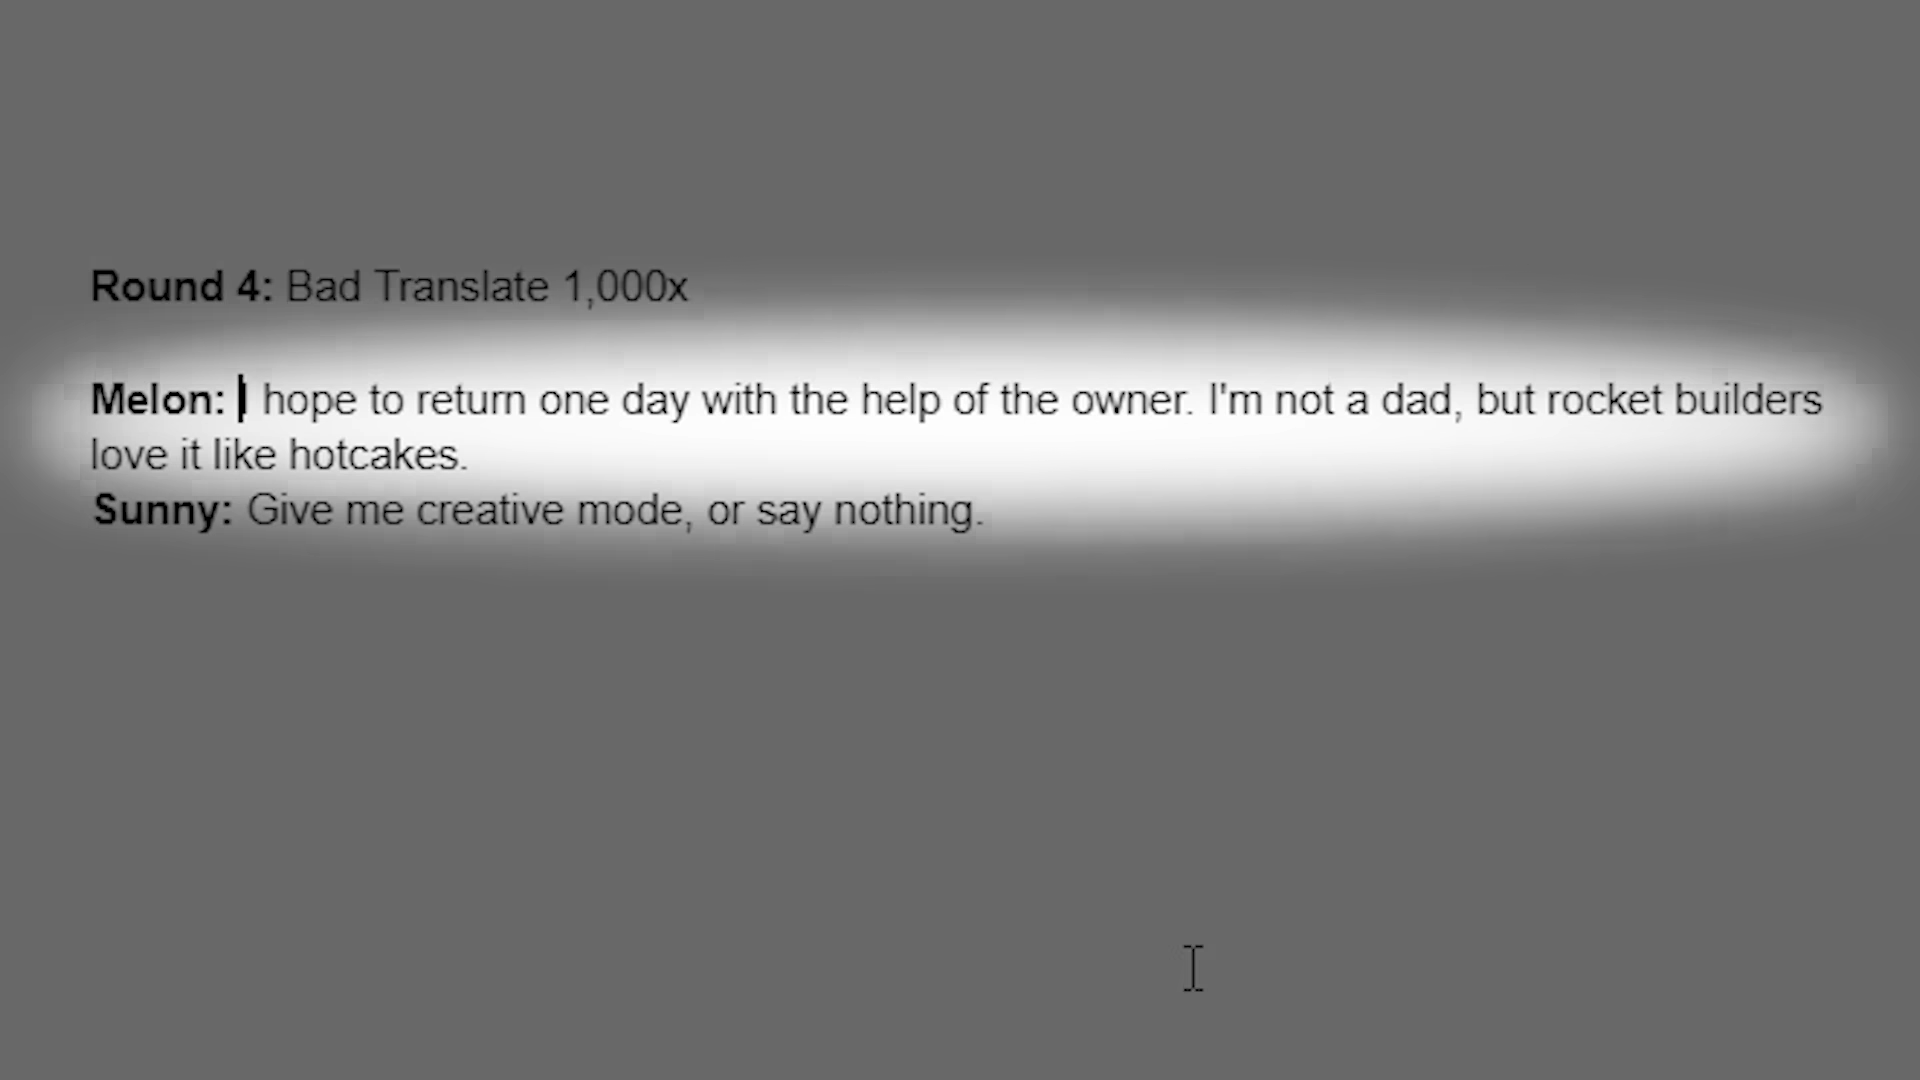 Round 4: Bad Translate 1,000x
Melon: I hope to return one day with the help of the owner. I'm not a dad, but rocket builders
love it like hotcakes.
Sunny: Give me creative mode, or say nothing.